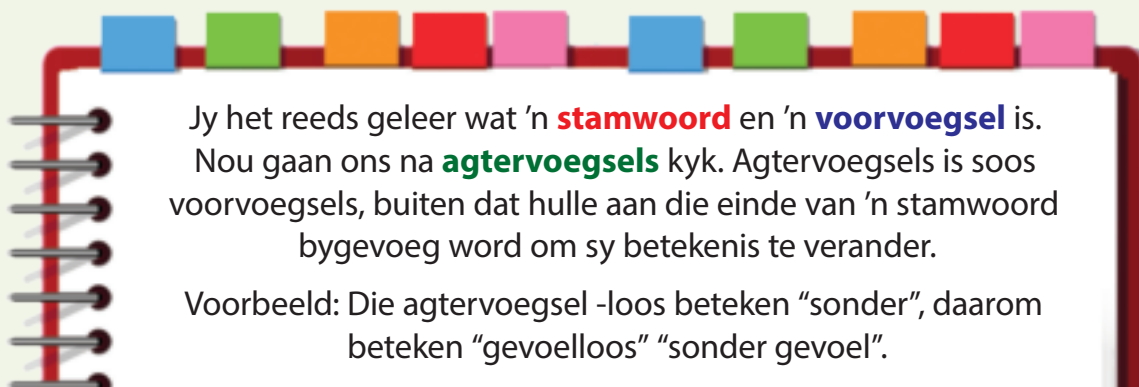 Jy het reeds geleer wat ’n stamwoord en ’n voorvoegsel is.
Nou gaan ons na agtervoegsels kyk. Agtervoegsels is soos
voorvoegsels, buiten dat hulle aan die einde van ’n stamwoord
bygevoeg word om sy betekenis te verander.
Voorbeeld: Die agtervoegsel -loos beteken “sonder”, daarom
beteken “gevoelloos” “sonder gevoel”.